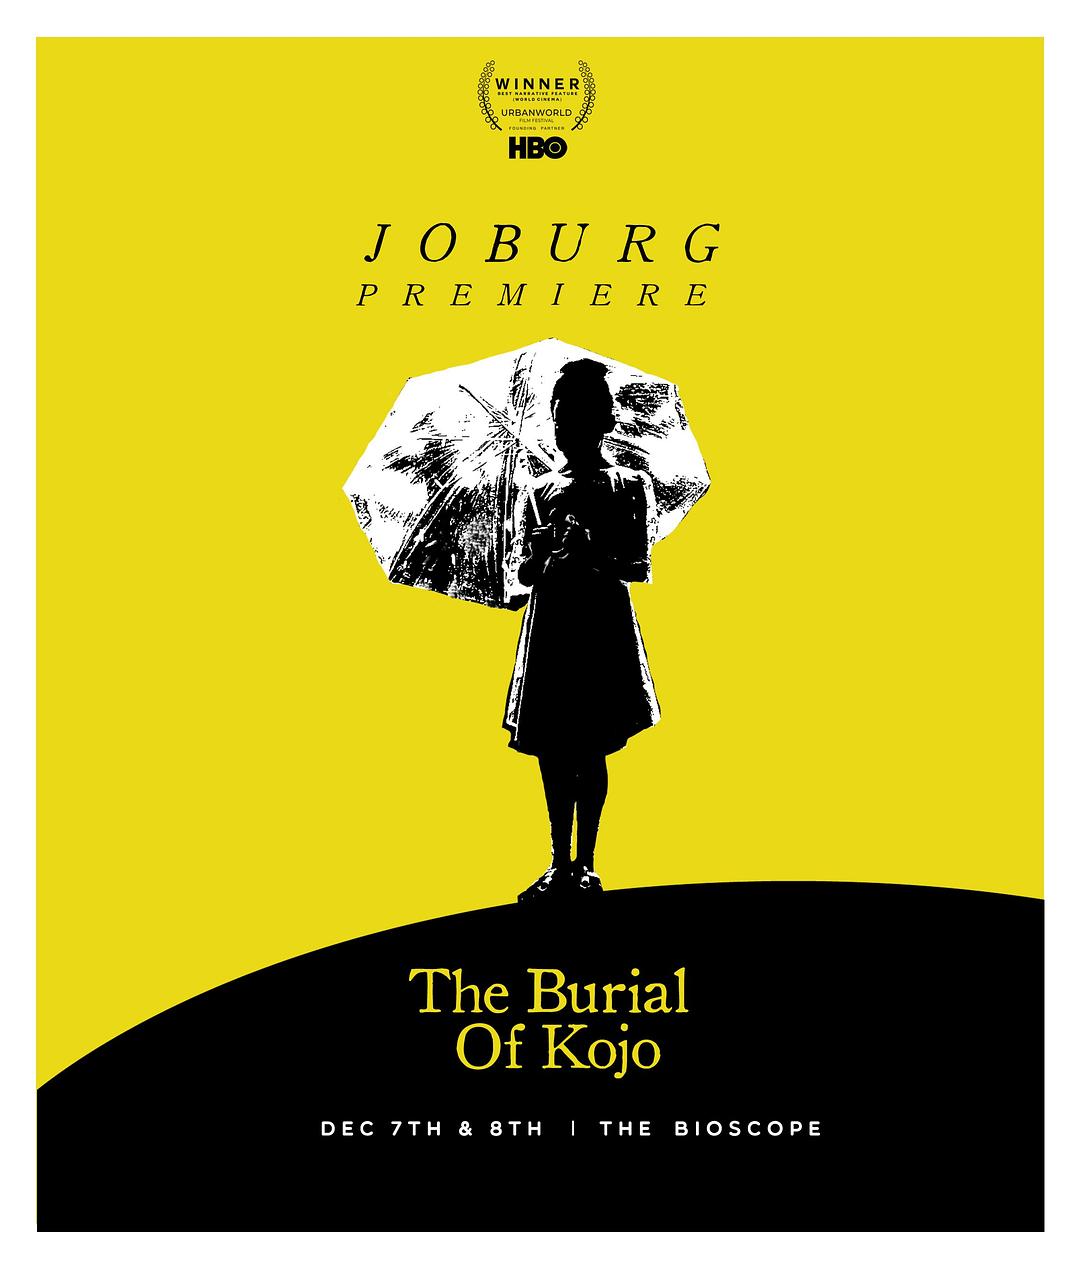 WINNER
BEST NARRATIVE FEATURE
(WORLD CINEMA)
URBANWORLD
FILM FESTIVAL
FOUNDING PARTNER
HBO
JOBURG
PREMIERE
The Burial
Of Kojo
DEC 7TH & 8TH | THE BIOSCOPE